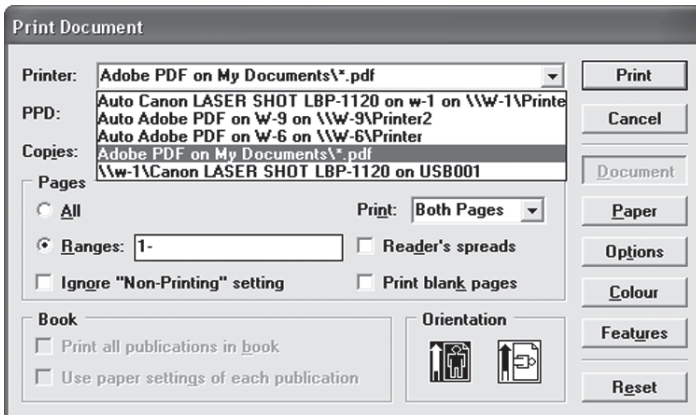 Print Document
Printer: Adobe PDF on My Documents\*.pdf Print
Auto Canon LASER SHOT LBP-1120 on w-1 on \\W-1\Printe
PPD: Auto Adobe PDF on W-9 on \\W-9\Printer2 Cancel
Auto Adobe PDF on W-6 on \\W-6\Printer
Copies: Adobe PDF on My Documents\*.pdf
\\w-1\Canon LASER SHOT LBP-1120 on USB001 Document
Pages
All Print: Both Pages Paper
Ranges: 1- Reader's spreads Options
Ignore "Non-Printing" setting Print blank pages Colour
Book Orientation Features
Print all publications in book
Use paper settings of each publication Reset